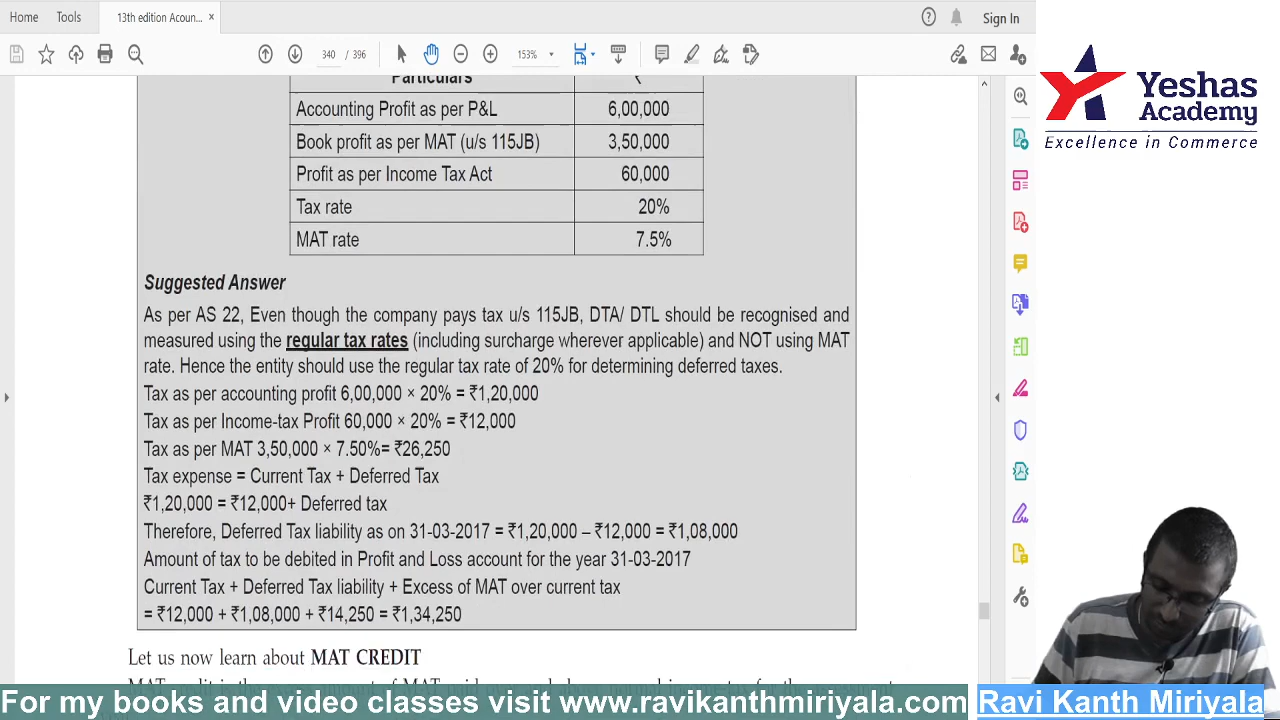 Home Tools 13th edition Acoun... × Sign In
340 / 396 153%
Particulars ₹
Accounting Profit as per P&L 6,00,000
Book profit as per MAT (u/s 115JB) 3,50,000
Profit as per Income Tax Act 60,000
Tax rate 20%
MAT rate 7.5%
Suggested Answer
As per AS 22, Even though the company pays tax u/s 115JB, DTA/ DTL should be recognised and
measured using the regular tax rates (including surcharge wherever applicable) and NOT using MAT
rate. Hence the entity should use the regular tax rate of 20% for determining deferred taxes.
Tax as per accounting profit 6,00,000 × 20% = ₹1,20,000
Tax as per Income-tax Profit 60,000 × 20% = ₹12,000
Tax as per MAT 3,50,000 × 7.50%= ₹26,250
Tax expense = Current Tax + Deferred Tax
₹1,20,000 = ₹12,000+ Deferred tax
Therefore, Deferred Tax liability as on 31-03-2017 = ₹1,20,000 – ₹12,000 = ₹1,08,000
Amount of tax to be debited in Profit and Loss account for the year 31-03-2017
Current Tax + Deferred Tax liability + Excess of MAT over current tax
= ₹12,000 + ₹1,08,000 + ₹14,250 = ₹1,34,250
Let us now learn about MAT CREDIT
Yeshas
Academy
Excellence in Commerce
For my books and video classes visit www.ravikanthmiriyala.com Ravi Kanth Miriyala